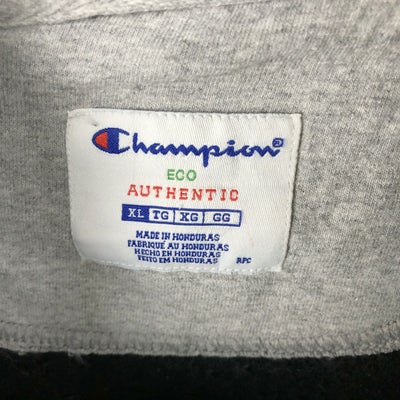 Champion®
ECO
AUTHENTIC
XL TG XG GG
MADE IN HONDURAS
FABRIQUÉ AU HONDURAS
HECHO EN HONDURAS
FEITO EM HONDURAS RPC